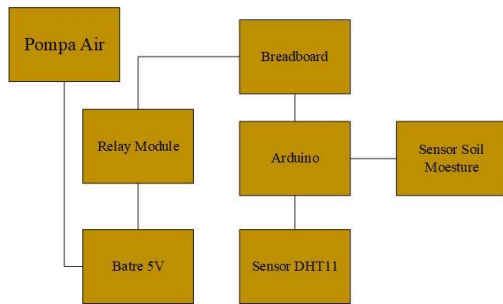 Pompa Air
Breadboard
Relay Module
Arduino
Sensor Soil
Moesture
Batre 5V
Sensor DHT11